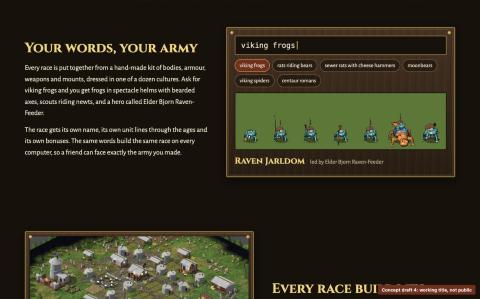 YOUR WORDS, YOUR ARMY
Every race is put together from a hand-made kit of bodies, armour,
weapons and mounts, dressed in one of a dozen cultures. Ask for
viking frogs and you get frogs in spectacle helms with bearded
axes, scouts riding newts, and a hero called Elder Bjorn Raven-
Feeder.
The race gets its own name, its own unit lines through the ages and
its own bonuses. The same words build the same race on every
computer, so a friend can face exactly the army you made.
viking frogs
viking frogs rats riding bears sewer rats with cheese hammers moonbears
viking spiders centaur romans
RAVEN JARLDOM led by Elder Bjorn Raven-Feeder
EVERY RACE
Concept draft 4: working title, not public